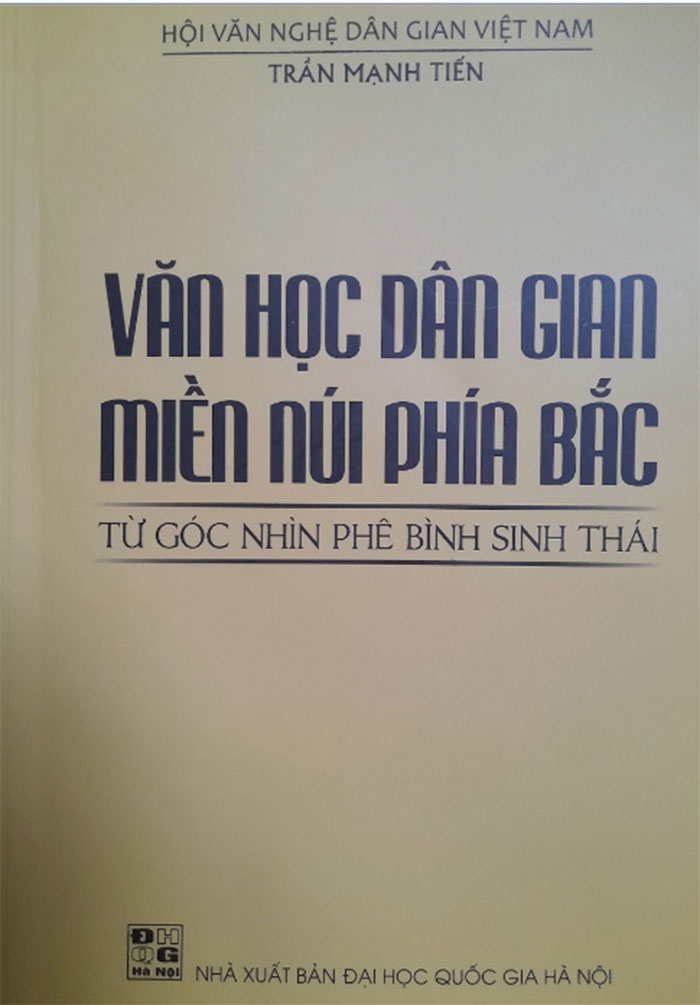 HỘI VĂN NGHỆ DÂN GIAN VIỆT NAM
TRẦN MẠNH TIẾN
VĂN HỌC DÂN GIAN
MIỀN NÚI PHÍA BẮC
TỪ GÓC NHÌN PHÊ BÌNH SINH THÁI
ĐH
QG
HÀ NỘI
NHÀ XUẤT BẢN ĐẠI HỌC QUỐC GIA HÀ NỘI